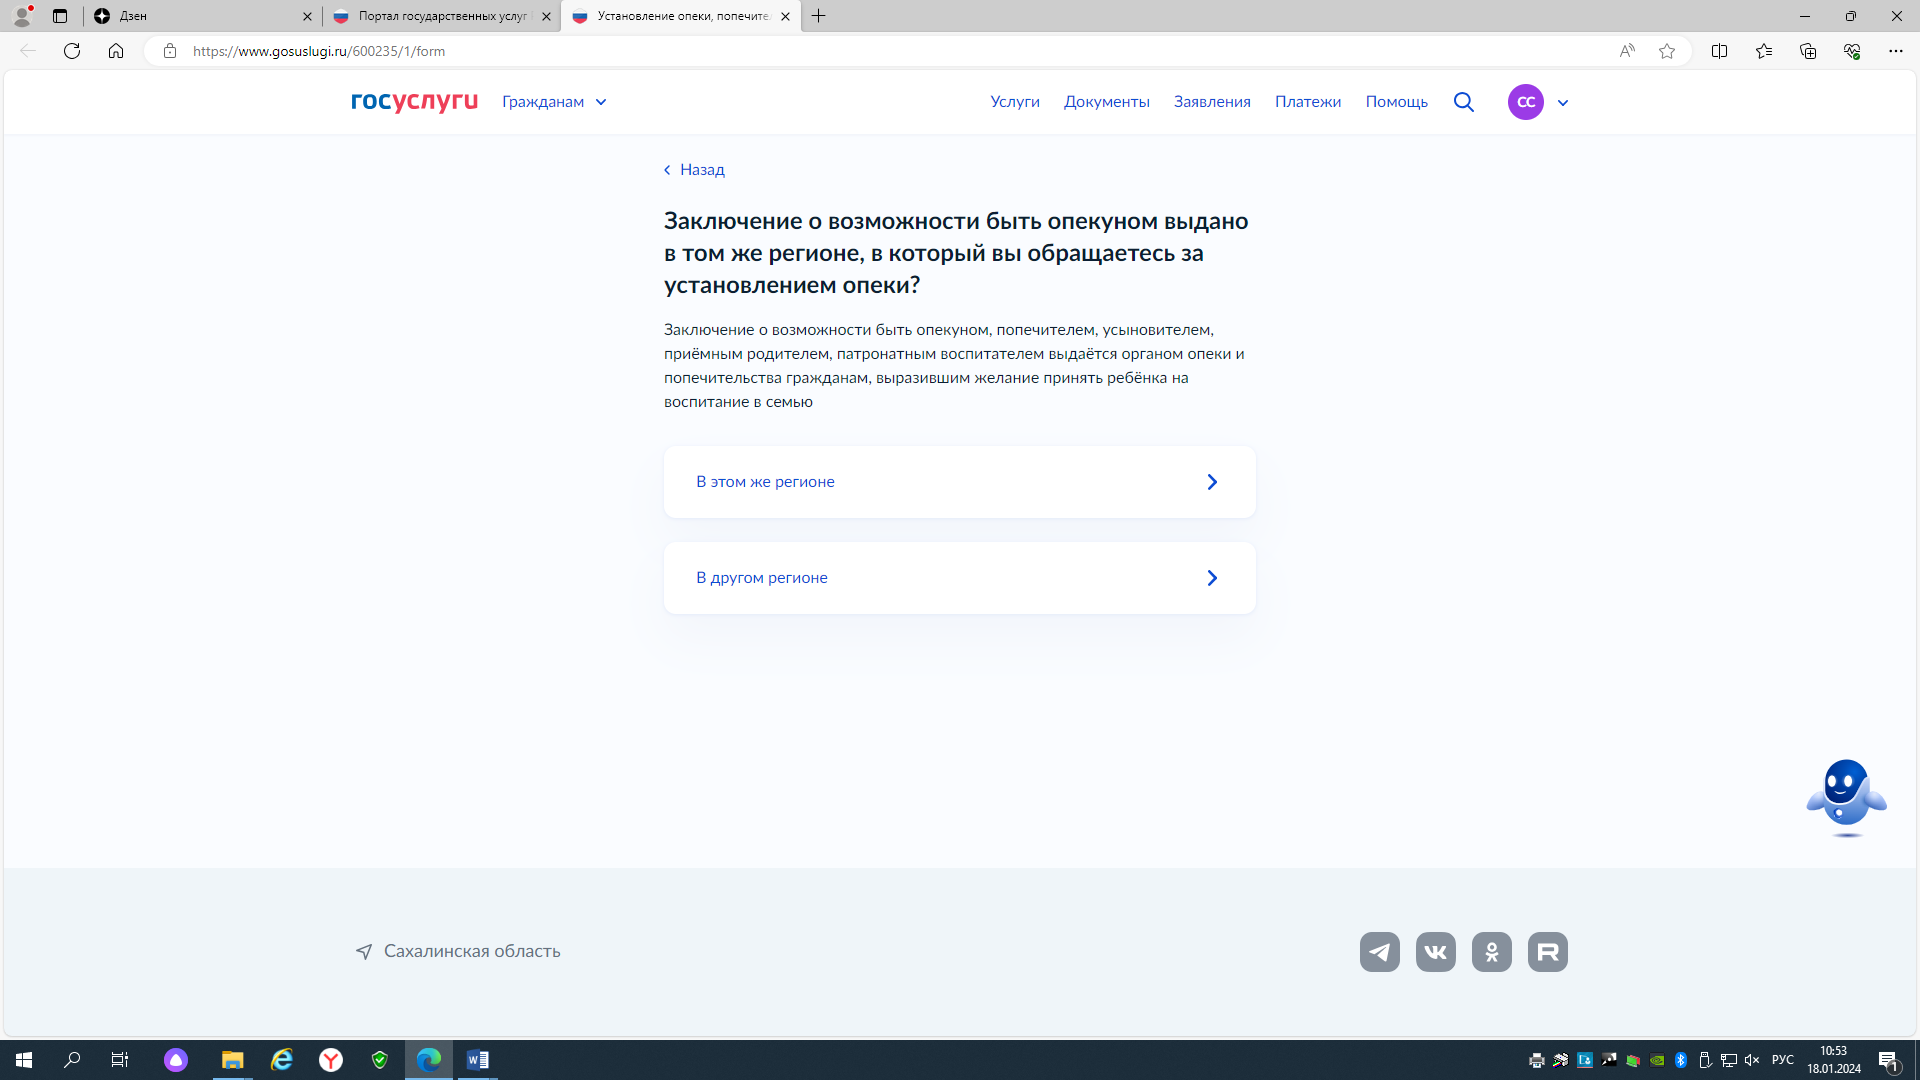 Дзен
Портал государственных услуг
Установление опеки, попечите
https://www.gosuslugi.ru/600235/1/form
госуслуги
Гражданам
Услуги
Документы
Заявления
Платежи
Помощь
СС
Назад
Заключение о возможности быть опекуном выдано
в том же регионе, в который вы обращаетесь за
установлением опеки?
Заключение о возможности быть опекуном, попечителем, усыновителем,
приёмным родителем, патронатным воспитателем выдаётся органом опеки и
попечительства гражданам, выразившим желание принять ребёнка на
воспитание в семью
В этом же регионе
В другом регионе
Сахалинская область
РУС
10:53
18.01.2024
1